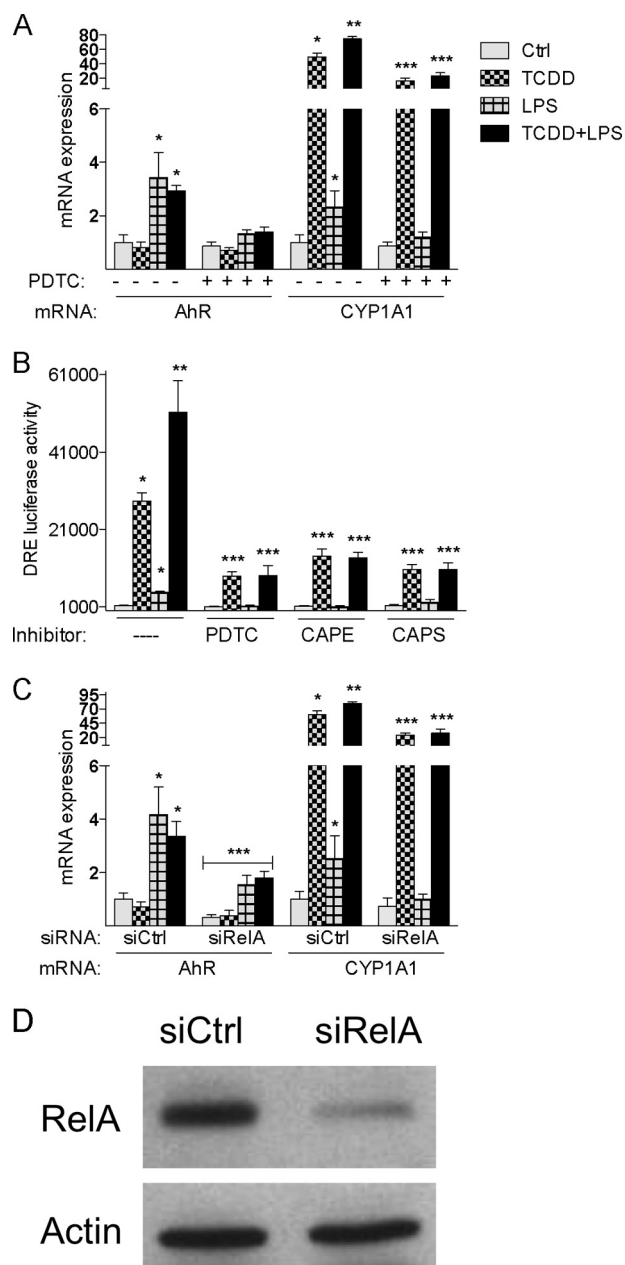 A
mRNA expression
80
60
40
20
6
4
2
* * * * ** *** ***
Ctrl
TCDD
LPS
TCDD+LPS
PDTC: - - - - + + + + - - - - + + + +
mRNA: AhR CYP1A1
B
DRE luciferase activity
61000
41000
21000
1000
* * ** *** *** *** *** *** ***
Inhibitor: ---- PDTC CAPE CAPS
C
mRNA expression
95
70
45
20
6
4
2
* * *** * * ** *** ***
siRNA: siCtrl siRelA siCtrl siRelA
mRNA: AhR CYP1A1
D
siCtrl siRelA
RelA
Actin